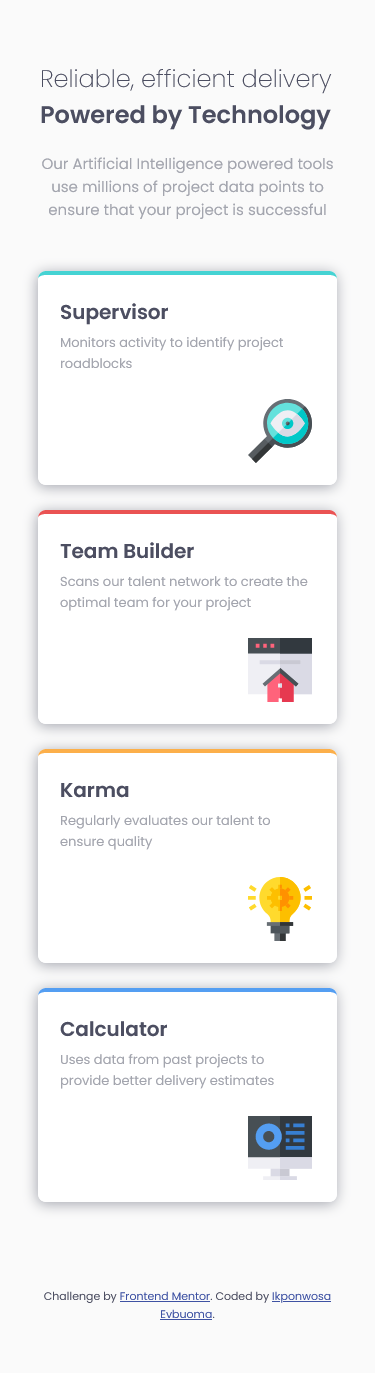 Reliable, efficient delivery
Powered by Technology
Our Artificial Intelligence powered tools
use millions of project data points to
ensure that your project is successful
Supervisor
Monitors activity to identify project
roadblocks
Team Builder
Scans our talent network to create the
optimal team for your project
Karma
Regularly evaluates our talent to
ensure quality
Calculator
Uses data from past projects to
provide better delivery estimates
Challenge by Frontend Mentor. Coded by Ikponwosa
Evbuoma.